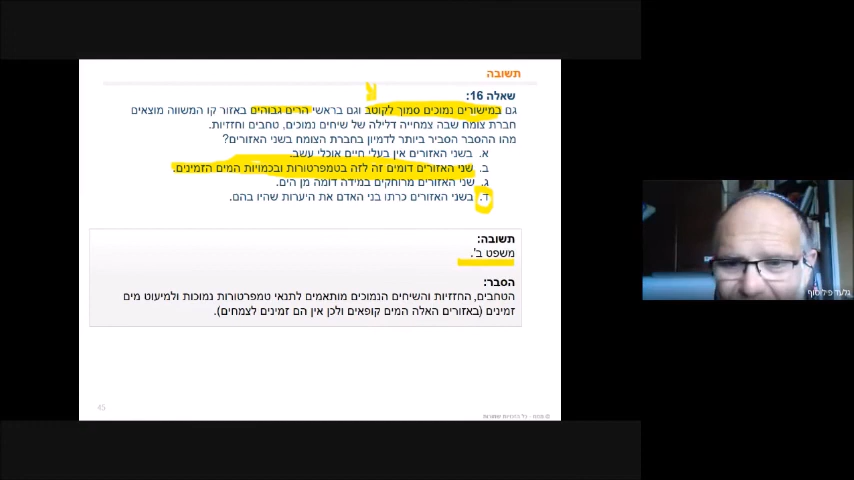 תשובה
שאלה 16:
גם במישורים נמוכים סמוך לקוטב וגם בראשי הרים גבוהים באזור קו המשווה מוצאים
חברת צומח שבה צמחייה דלילה של שיחים נמוכים, טחבים וחזזיות.
מהו ההסבר הסביר ביותר לדמיון בחברת הצומח בשני האזורים?
א. בשני האזורים אין בעלי חיים אוכלי עשב.
ב. שני האזורים דומים זה לזה בטמפרטורות ובכמויות המים הזמינים.
ג. שני האזורים מרוחקים במידה דומה מן הים.
ד. בשני האזורים כרתו בני האדם את היערות שהיו בהם.
תשובה:
משפט ב'.
הסבר:
הטחבים, החזזיות והשיחים הנמוכים מותאמים לתנאי טמפרטורות נמוכות ולמיעוט מים
זמינים (באזורים האלה המים קופאים ולכן אין הם זמינים לצמחים).
45
כל הזכויות שמורות
גלעד פילוסוף